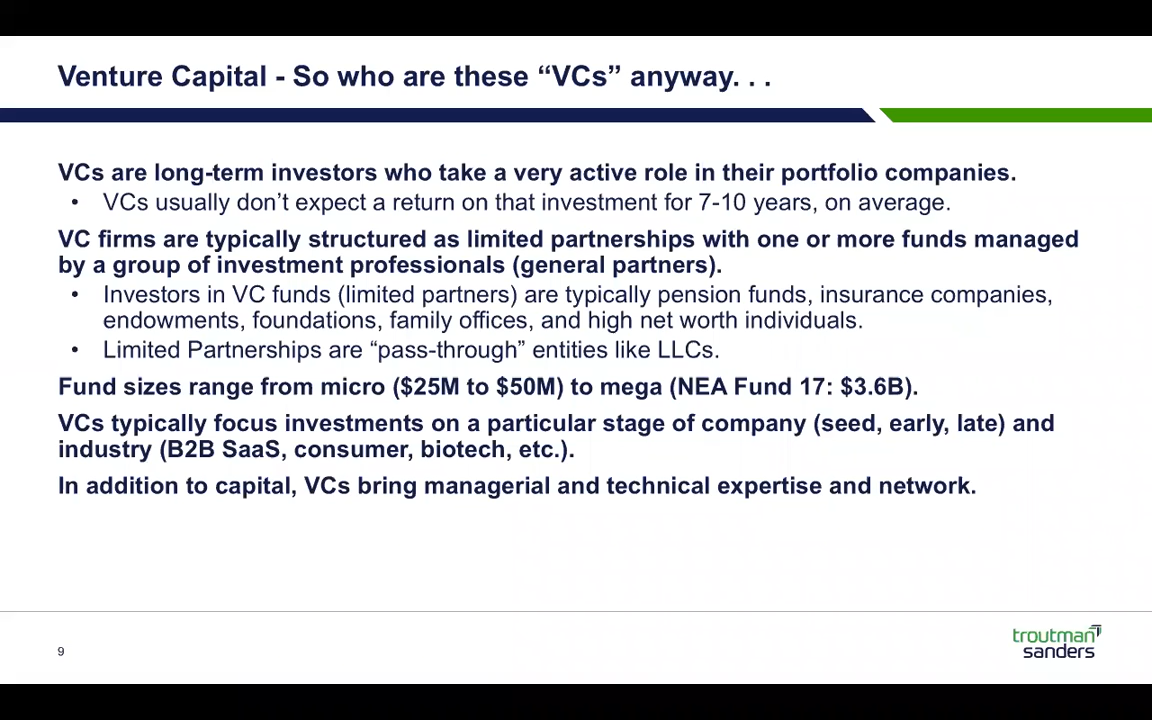 Venture Capital - So who are these “VCs” anyway. . .
VCs are long-term investors who take a very active role in their portfolio companies.
• VCs usually don’t expect a return on that investment for 7-10 years, on average.
VC firms are typically structured as limited partnerships with one or more funds managed
by a group of investment professionals (general partners).
• Investors in VC funds (limited partners) are typically pension funds, insurance companies,
endowments, foundations, family offices, and high net worth individuals.
• Limited Partnerships are “pass-through” entities like LLCs.
Fund sizes range from micro ($25M to $50M) to mega (NEA Fund 17: $3.6B).
VCs typically focus investments on a particular stage of company (seed, early, late) and
industry (B2B SaaS, consumer, biotech, etc.).
In addition to capital, VCs bring managerial and technical expertise and network.
9
troutman
sanders